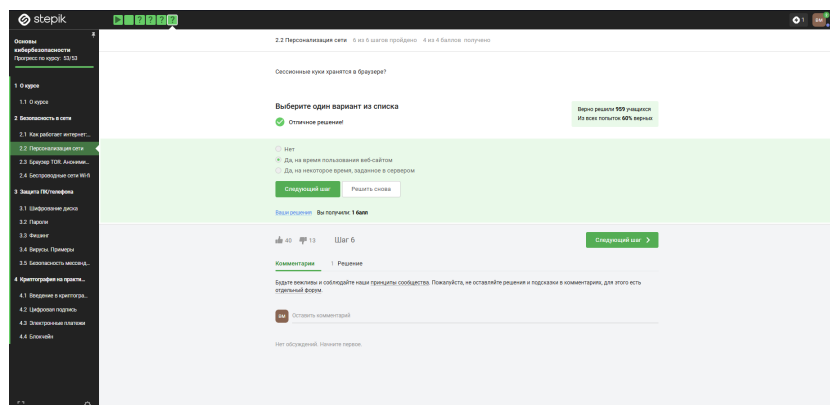 stepik
1
ВМ
Основы
кибербезопасности
Прогресс по курсу: 53/53
1 О курсе
1.1 О курсе
2 Безопасность в сети
2.1 Как работает интернет:...
2.2 Персонализация сети
2.3 Браузер TOR. Анонимн...
2.4 Беспроводные сети Wi-fi
3 Защита ПК/телефона
3.1 Шифрование диска
3.2 Пароли
3.3 Фишинг
3.4 Вирусы. Примеры
3.5 Безопасность мессенд...
4 Криптография на практи...
4.1 Введение в криптогра...
4.2 Цифровая подпись
4.3 Электронные платежи
4.4 Блокчейн
2.2 Персонализация сети 6 из 6 шагов пройдено 4 из 4 баллов получено
Сессионные куки хранятся в браузере?
Выберите один вариант из списка
Отличное решение!
Верно решили 959 учащихся
Из всех попыток 60% верных
Нет
Да, на время пользования веб-сайтом
Да, на некоторое время, заданное в сервером
Следующий шаг Решить снова
Ваши решения Вы получили: 1 балл
40 13 Шаг 6 Следующий шаг
Комментарии 1 Решение
Будьте вежливы и соблюдайте наши принципы сообщества. Пожалуйста, не оставляйте решения и подсказки в комментариях, для этого есть
отдельный форум.
ВМ Оставить комментарий
Нет обсуждений. Начните первое.